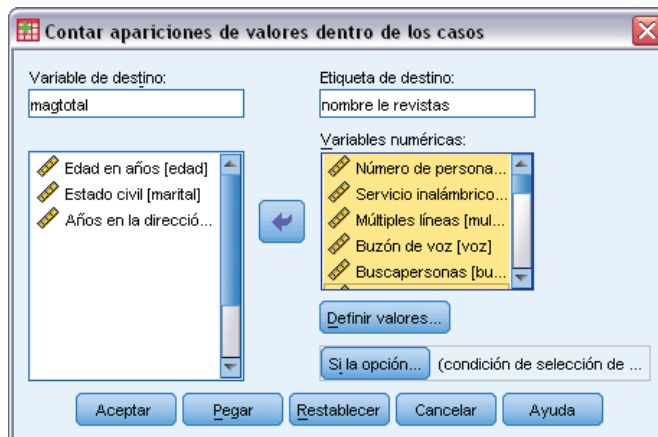 Contar apariciones de valores dentro de los casos
Variable de destino:
magtotal
Etiqueta de destino:
nombre le revistas
Edad en años [edad]
Estado civil [marital]
Años en la direcció...
Variables numéricas:
Número de persona...
Servicio inalámbrico...
Múltiples líneas [mul...
Buzón de voz [voz]
Buscapersonas [bu...
Definir valores...
Si la opción... (condición de selección de ...
Aceptar Pegar Restablecer Cancelar Ayuda